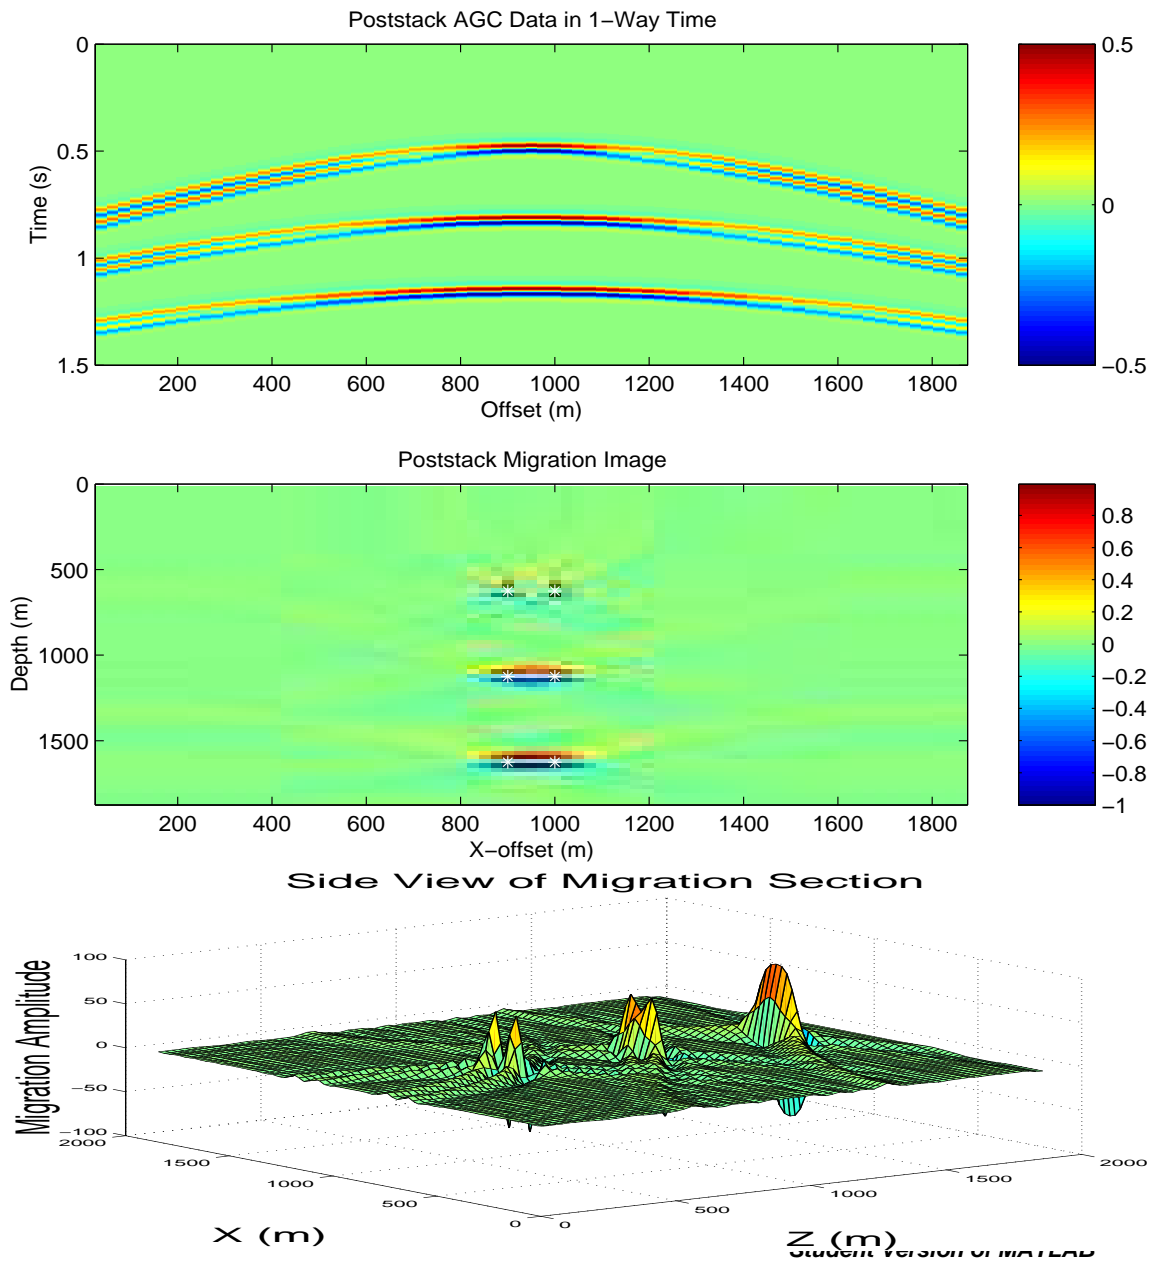 Poststack AGC Data in 1−Way Time
0
0.5
1
1.5
Time (s)
200 400 600 800 1000 1200 1400 1600 1800
Offset (m)
0.5
0
−0.5
Poststack Migration Image
0
500
1000
1500
Depth (m)
200 400 600 800 1000 1200 1400 1600 1800
X−offset (m)
0.8
0.6
0.4
0.2
0
−0.2
−0.4
−0.6
−0.8
−1
Side View of Migration Section
100
50
0
−50
−100
Migration Amplitude
2000
1500
1000
500
0
X (m)
0
500
1000
1500
2000
Z (m)
Student Version of MATLAB